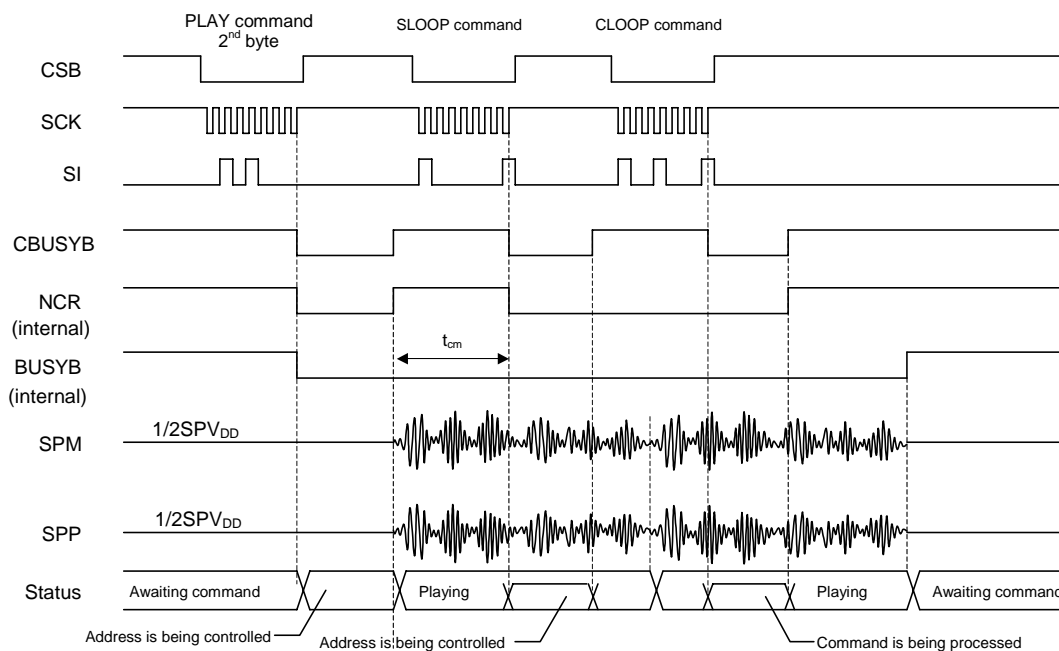 PLAY command
2nd byte
SLOOP command
CLOOP command
CSB
SCK
SI
CBUSYB
NCR
(internal)
tcm
BUSYB
(internal)
SPM
1/2SPVDD
SPP
1/2SPVDD
Status
Awaiting command
Playing
Playing
Awaiting command
Address is being controlled
Address is being controlled
Command is being processed